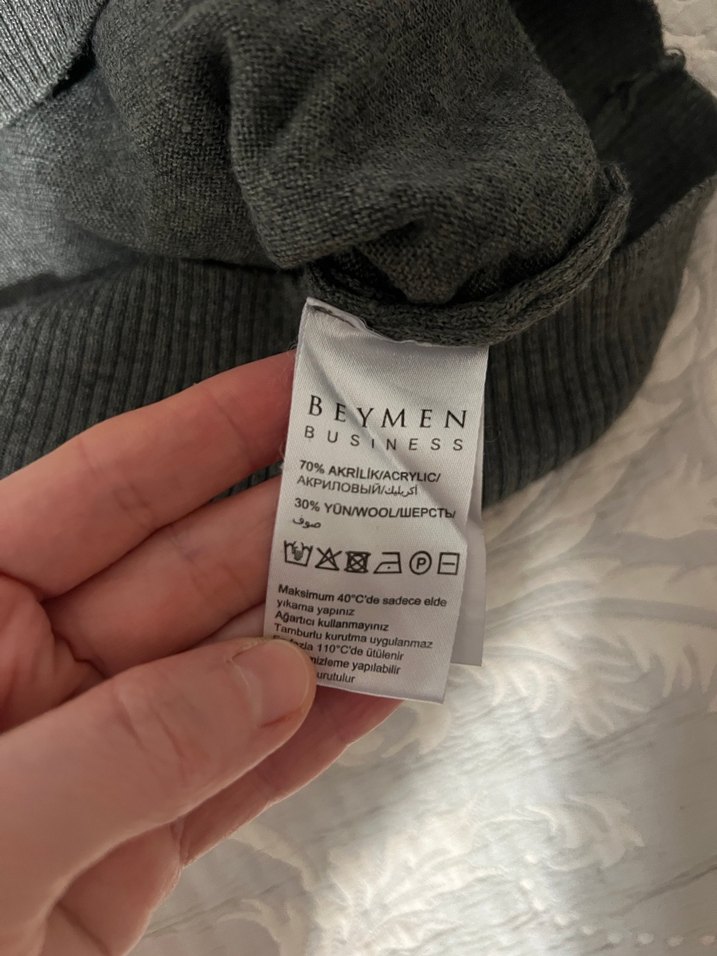 BEYMEN
BUSINESS
70% AKRİLİK/ACRYLIC/
АКРИЛОВЫЙ/أكريليك
30% YÜN/WOOL/ШЕРСТЬ/
صوف
P
Maksimum 40°C'de sadece elde
yıkama yapınız
Ağartıcı kullanmayınız
Tamburlu kurutma uygulanmaz
110°C'de ütülenir
yapılabilir